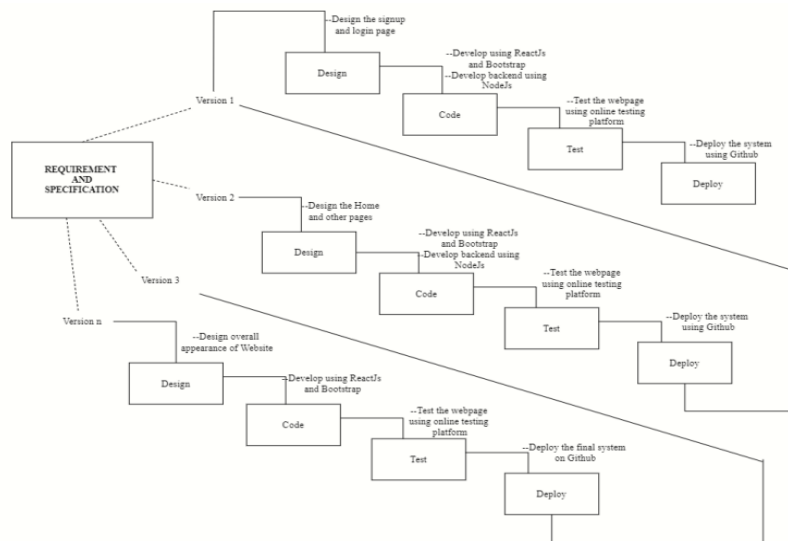 --Design the signup
and login page
Design
--Develop using ReactJs
and Bootstrap
--Develop backend using
NodeJs
Code
--Test the webpage
using online testing
platform
Test
--Deploy the system
using Github
Deploy
Version 1
REQUIREMENT
AND
SPECIFICATION
Version 2
--Design the Home
and other pages
Design
--Develop using ReactJs
and Bootstrap
--Develop backend using
NodeJs
Code
--Test the webpage
using online testing
platform
Test
--Deploy the system
using Github
Deploy
Version 3
Version n
--Design overall
appearance of Website
Design
--Develop using ReactJs
and Bootstrap
Code
--Test the webpage
using online testing
platform
Test
--Deploy the final system
on Github
Deploy